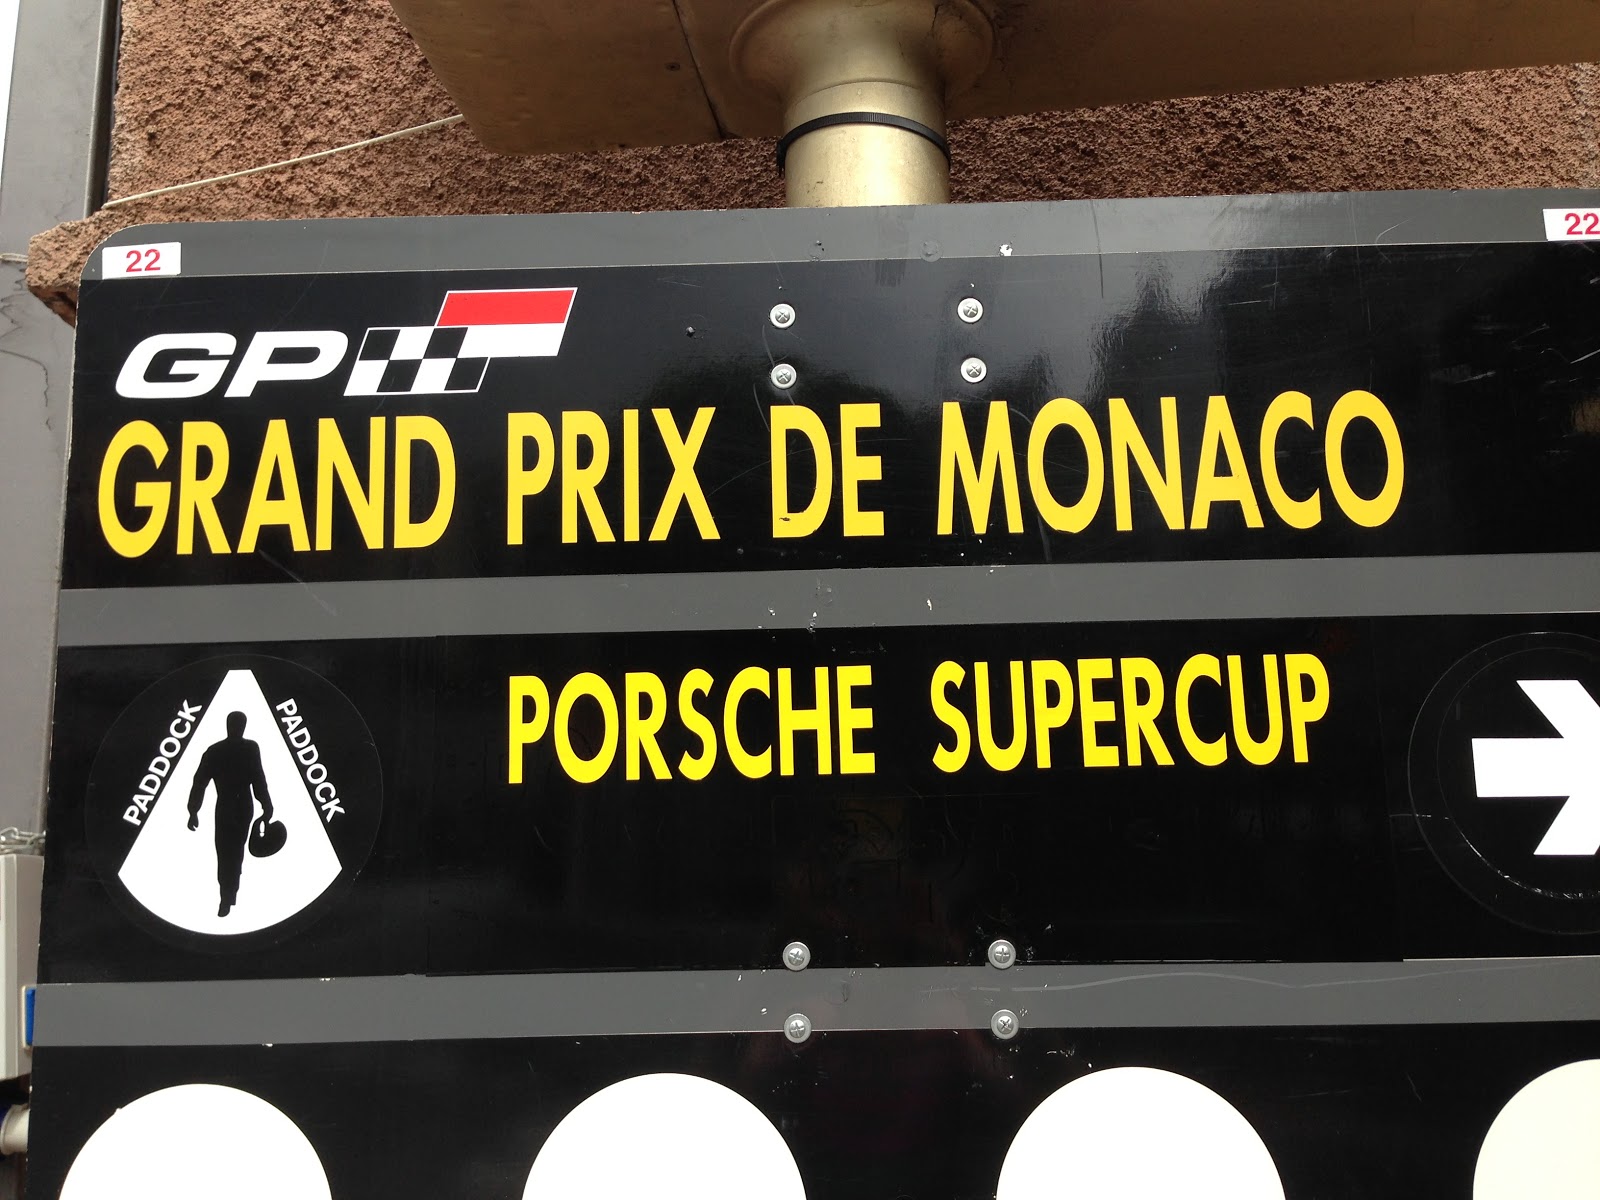 22
22
GP
GRAND PRIX DE MONACO
PORSCHE SUPERCUP
PADDOCK
PADDOCK